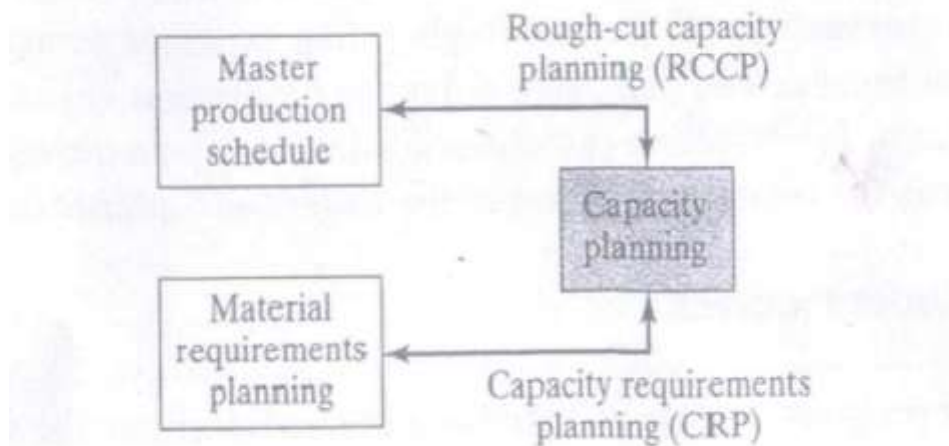 Rough-cut capacity
planning (RCCP)
Master
production
schedule
Capacity
planning
Material
requirements
planning
Capacity requirements
planning (CRP)